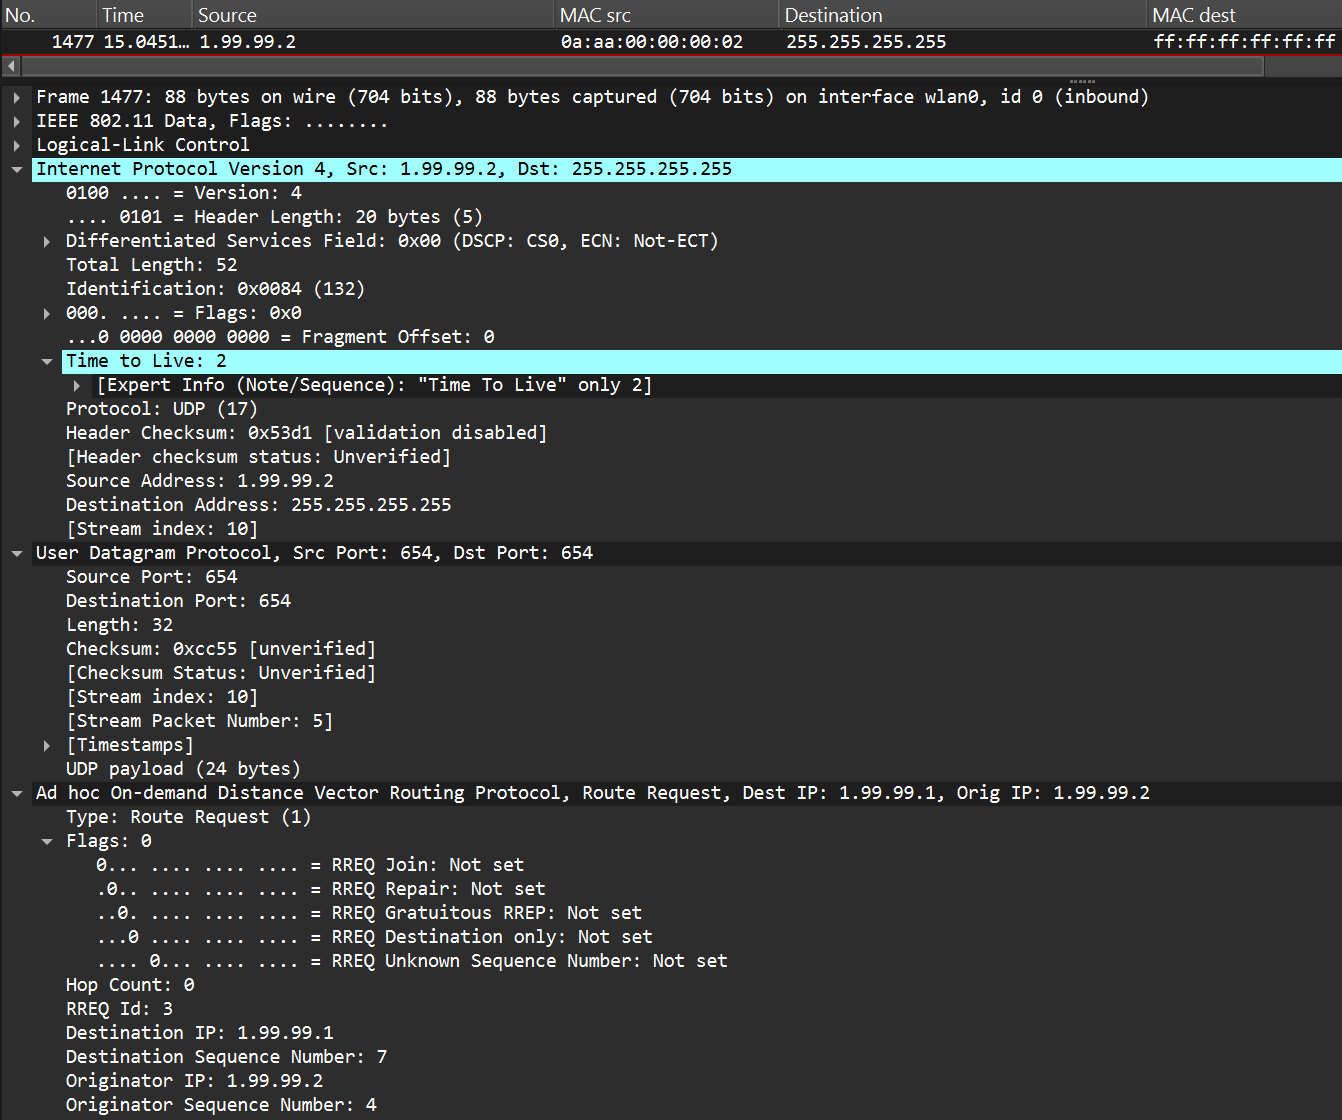 No. Time Source MAC src Destination MAC dest
1477 15.0451… 1.99.99.2 0a:aa:00:00:00:02 255.255.255.255 ff:ff:ff:ff:ff:ff
Frame 1477: 88 bytes on wire (704 bits), 88 bytes captured (704 bits) on interface wlan0, id 0 (inbound)
IEEE 802.11 Data, Flags: ........
Logical-Link Control
Internet Protocol Version 4, Src: 1.99.99.2, Dst: 255.255.255.255
0100 .... = Version: 4
.... 0101 = Header Length: 20 bytes (5)
Differentiated Services Field: 0x00 (DSCP: CS0, ECN: Not-ECT)
Total Length: 52
Identification: 0x0084 (132)
000. .... = Flags: 0x0
...0 0000 0000 0000 = Fragment Offset: 0
Time to Live: 2
[Expert Info (Note/Sequence): "Time To Live" only 2]
Protocol: UDP (17)
Header Checksum: 0x53d1 [validation disabled]
[Header checksum status: Unverified]
Source Address: 1.99.99.2
Destination Address: 255.255.255.255
[Stream index: 10]
User Datagram Protocol, Src Port: 654, Dst Port: 654
Source Port: 654
Destination Port: 654
Length: 32
Checksum: 0xcc55 [unverified]
[Checksum Status: Unverified]
[Stream index: 10]
[Stream Packet Number: 5]
[Timestamps]
UDP payload (24 bytes)
Ad hoc On-demand Distance Vector Routing Protocol, Route Request, Dest IP: 1.99.99.1, Orig IP: 1.99.99.2
Type: Route Request (1)
Flags: 0
0... .... .... .... = RREQ Join: Not set
.0.. .... .... .... = RREQ Repair: Not set
..0. .... .... .... = RREQ Gratuitous RREP: Not set
...0 .... .... .... = RREQ Destination only: Not set
.... 0... .... .... = RREQ Unknown Sequence Number: Not set
Hop Count: 0
RREQ Id: 3
Destination IP: 1.99.99.1
Destination Sequence Number: 7
Originator IP: 1.99.99.2
Originator Sequence Number: 4